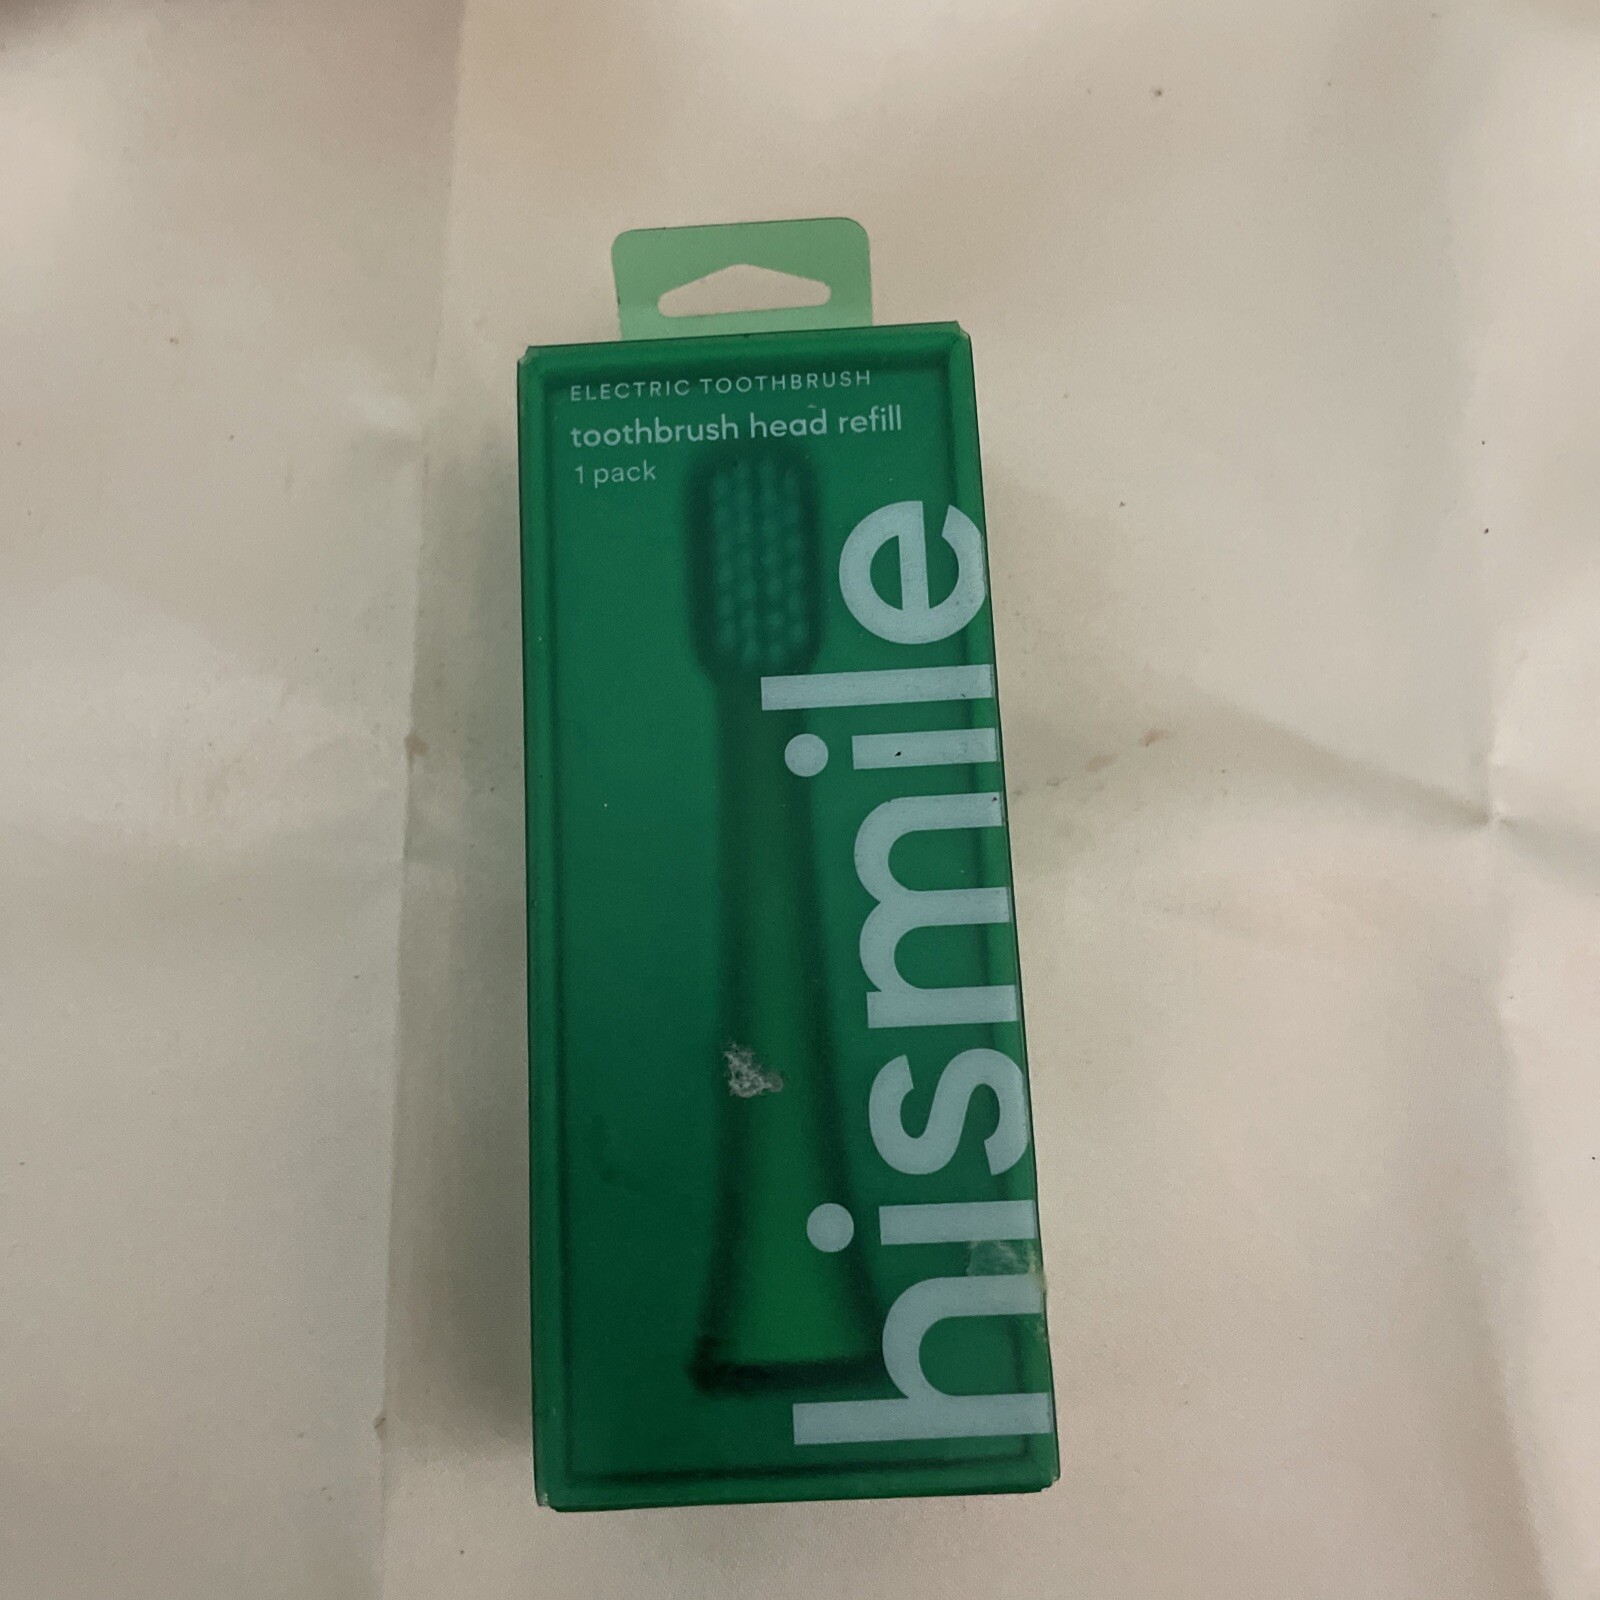 ELECTRIC TOOTHBRUSH
toothbrush head refill
1 pack
hismile